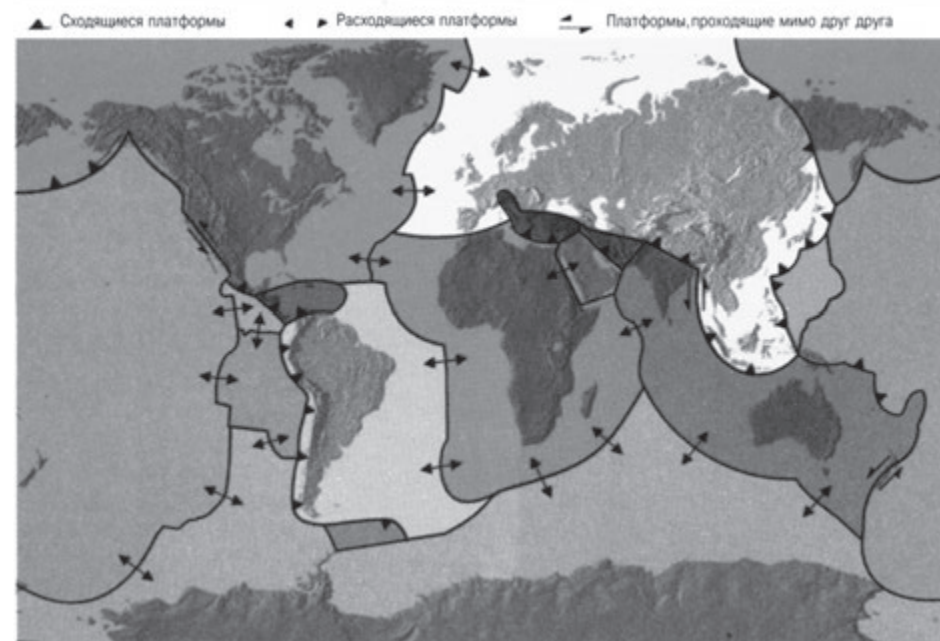 Сходящиеся платформы
Расходящиеся платформы
Платформы, проходящие мимо друг друга